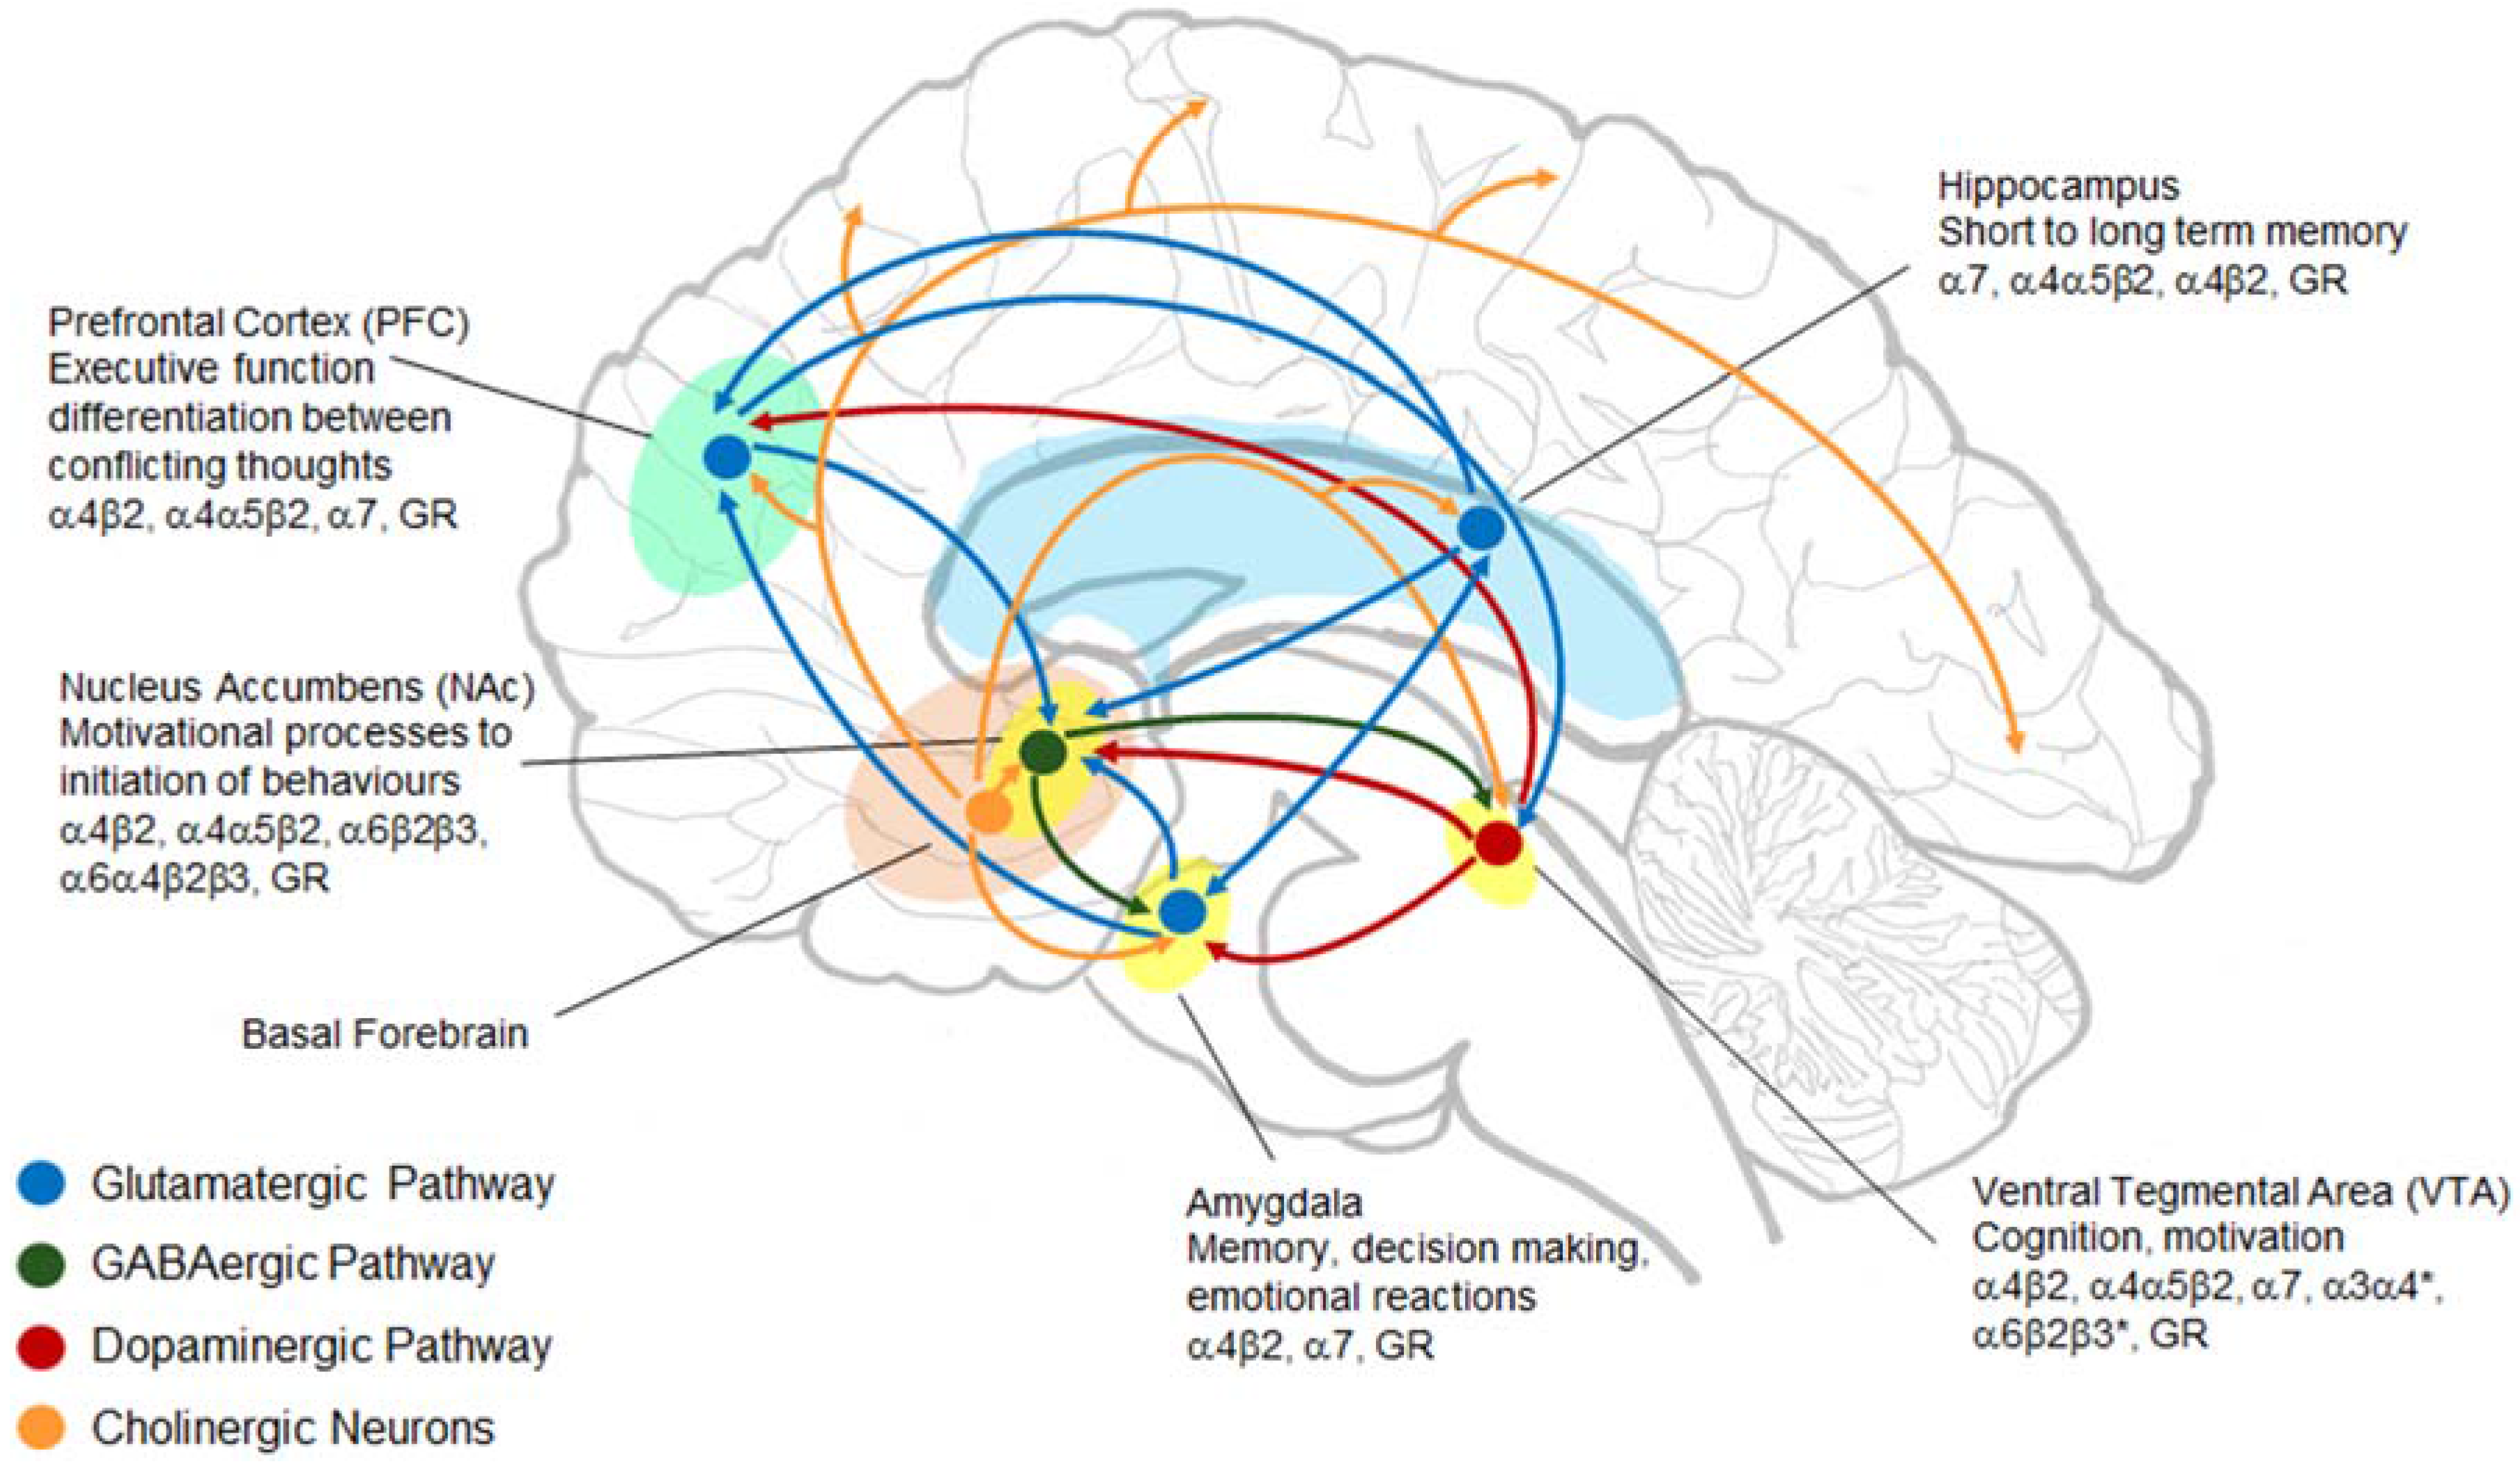 Hippocampus
Short to long term memory
α7, α4α5β2, α4β2, GR
Prefrontal Cortex (PFC)
Executive function
differentiation between
conflicting thoughts
α4β2, α4α5β2, α7, GR
Nucleus Accumbens (NAc)
Motivational processes to
initiation of behaviours
α4β2, α4α5β2, α6β2β3,
α6α4β2β3, GR
Basal Forebrain
Glutamatergic Pathway
GABAergic Pathway
Dopaminergic Pathway
Cholinergic Neurons
Amygdala
Memory, decision making,
emotional reactions
α4β2, α7, GR
Ventral Tegmental Area (VTA)
Cognition, motivation
α4β2, α4α5β2, α7, α3α4*,
α6β2β3*, GR